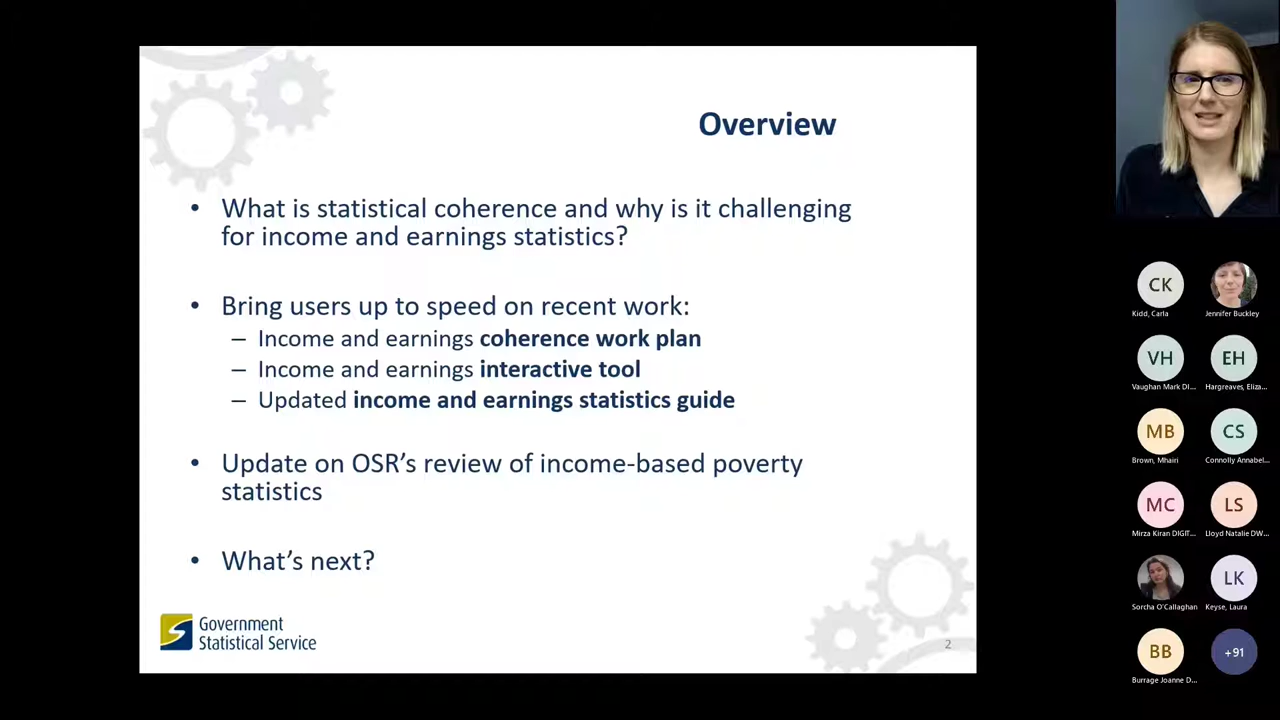 Overview
• What is statistical coherence and why is it challenging
for income and earnings statistics?
• Bring users up to speed on recent work:
– Income and earnings coherence work plan
– Income and earnings interactive tool
– Updated income and earnings statistics guide
• Update on OSR's review of income-based poverty
statistics
• What's next?
Government
Statistical Service
2
CK
Kidd, Carla
Jennifer Buckley
VH
Vaughan Mark DI...
EH
Hargreaves, Eliza...
MB
Brown, Mhairi
CS
Connolly Annabel...
MC
Mirza Kiran DIGIT...
LS
Lloyd Natalie DW...
Sorcha O'Callaghan
LK
Keyse, Laura
BB
Burrage Joanne D...
+91